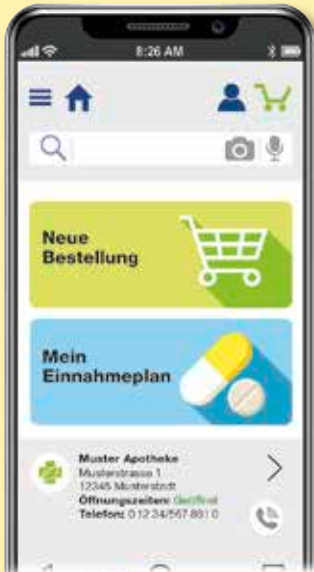 8:26 AM
Neue
Bestellung
Mein
Einnahmeplan
Muster Apotheke
Musterstrasse 1
12345 Musterstadt
Öffnungszeiten: Geöffnet
Telefon: 0 12 34/567 891 0